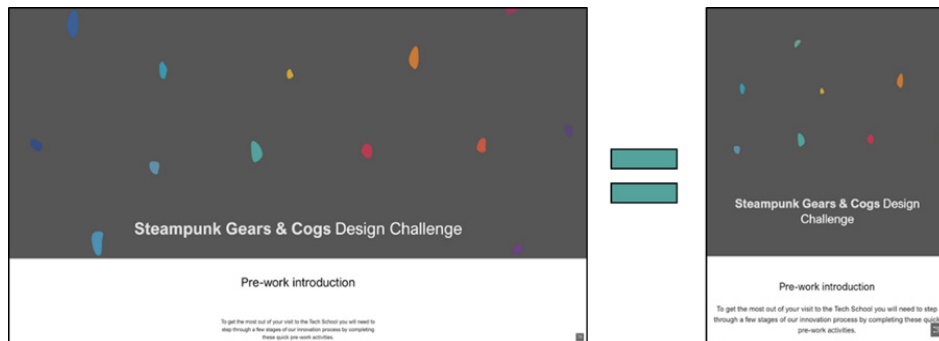 Steampunk Gears & Cogs Design Challenge
Pre-work introduction
To get the most out of your visit to the Tech School you will need to
step through a few stages of our innovation process by completing
these quick pre work activities.
Steampunk Gears & Cogs Design
Challenge
Pre-work introduction
To get the most out of your visit to the Tech School you will need to step
through a few stages of our innovation process by completing these quick
pre-work activities.